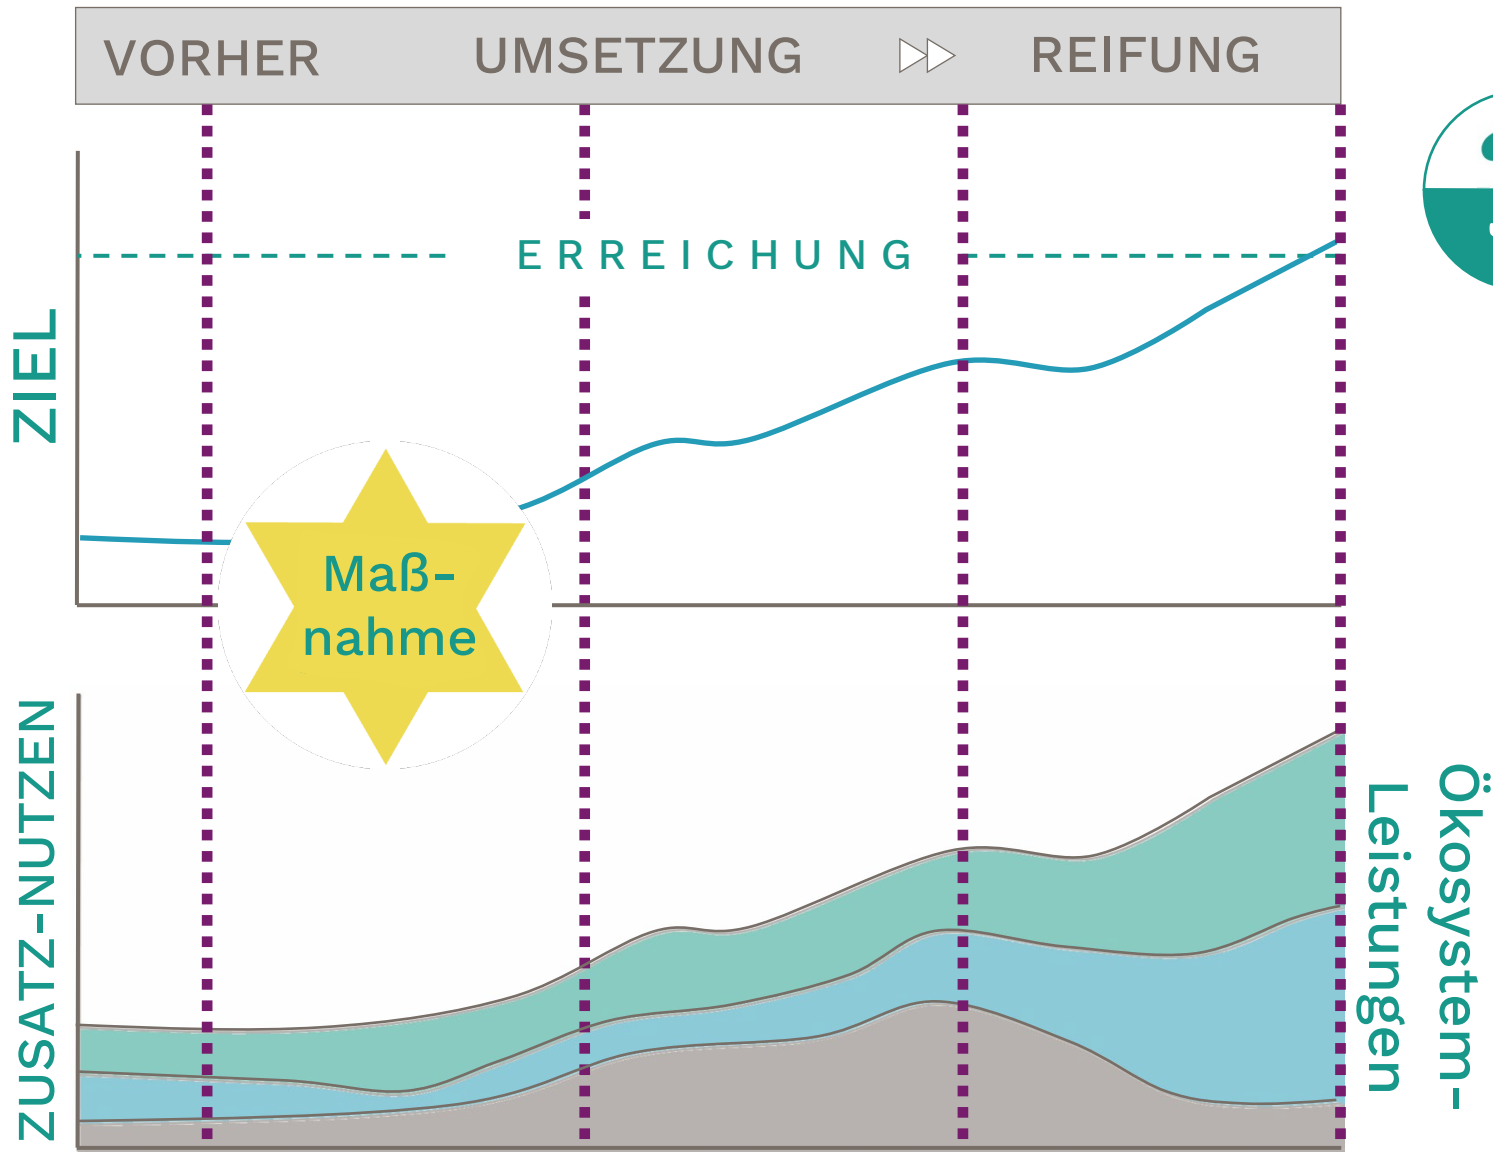 VORHER UMSETZUNG REIFUNG
ERREICHUNG
ZIEL
Maß-
nahme
ZUSATZ-NUTZEN
Ökosystem-
Leistungen